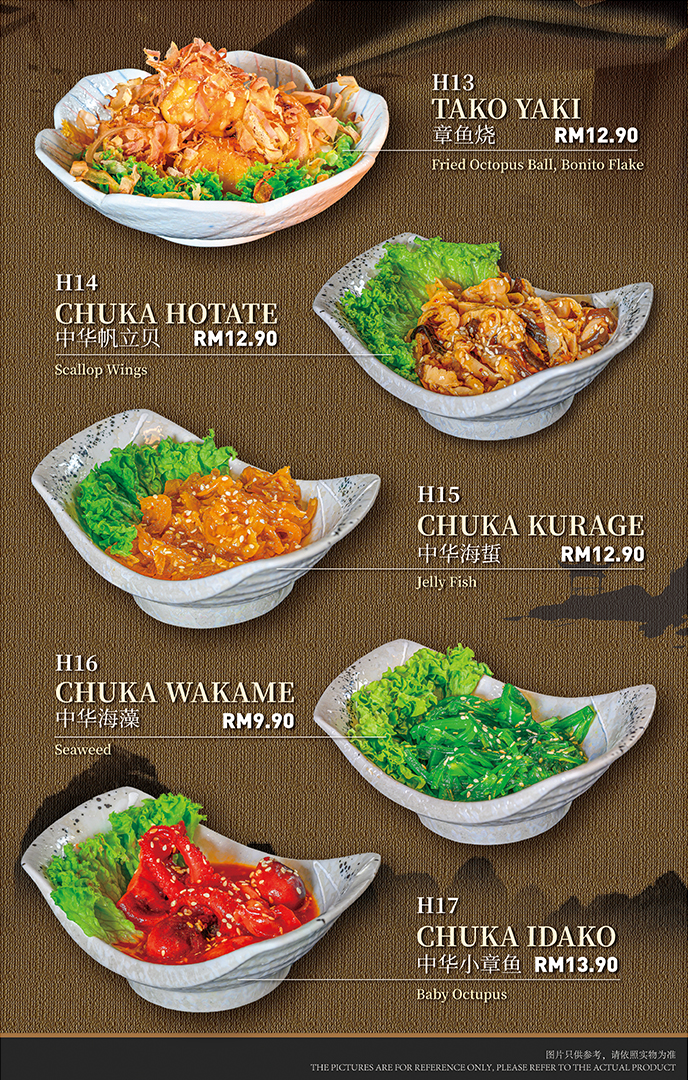 H13
TAKO YAKI
章鱼烧 RM12.90
Fried Octopus Ball, Bonito Flake
H14
CHUKA HOTATE
中华帆立贝 RM12.90
Scallop Wings
H15
CHUKA KURAGE
中华海蜇 RM12.90
Jelly Fish
H16
CHUKA WAKAME
中华海藻 RM9.90
Seaweed
H17
CHUKA IDAKO
中华小章鱼 RM13.90
Baby Octupus
图片只供参考，请依照实物为准
THE PICTURES ARE FOR REFERENCE ONLY, PLEASE REFER TO THE ACTUAL PRODUCT